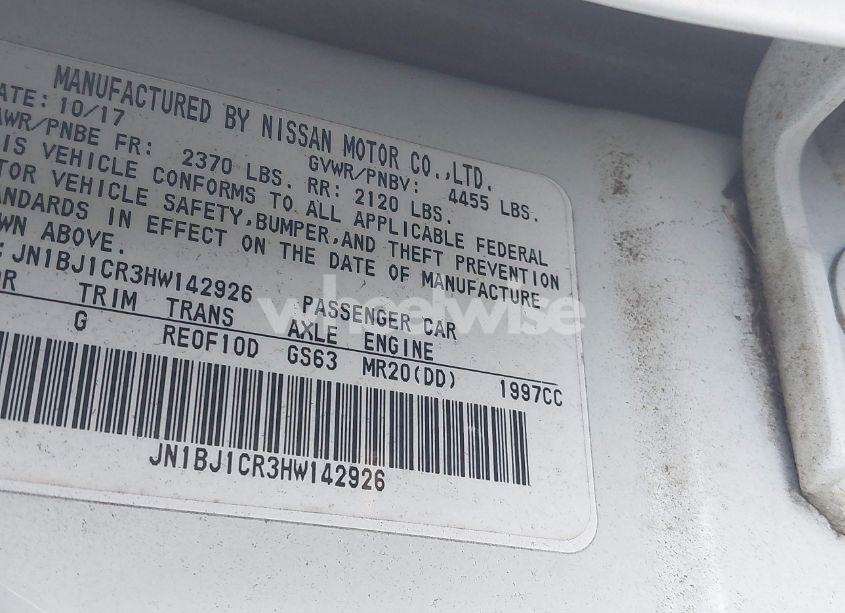 MANUFACTURED BY NISSAN MOTOR CO.,LTD.
ATE: 10/17 GVWR/PNBV: 4455 LBS.
AWR/PNBE FR: 2370 LBS. RR: 2120 LBS.
IS VEHICLE CONFORMS TO ALL APPLICABLE FEDERAL
TOR VEHICLE SAFETY,BUMPER,AND THEFT PREVENTION
ANDARDS IN EFFECT ON THE DATE OF MANUFACTURE
WN ABOVE.
: JN1BJ1CR3HW142926 PASSENGER CAR
OR TRIM TRANS AXLE ENGINE
G RE0F10D GS63 MR20(DD) 1997CC
JN1BJ1CR3HW142926
wheelwise